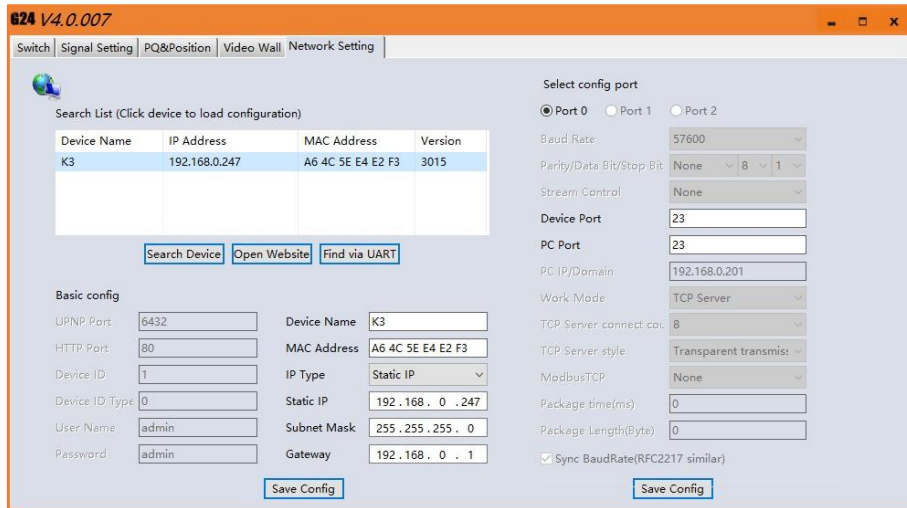 G24 V4.0.007
Switch Signal Setting PQ&Position Video Wall Network Setting
Search List (Click device to load configuration)
Device Name IP Address MAC Address Version
K3 192.168.0.247 A6 4C 5E E4 E2 F3 3015
Search Device Open Website Find via UART
Basic config
UPNP Port 6432
HTTP Port 80
Device ID 1
Device ID Type 0
User Name admin
Password admin
Device Name K3
MAC Address A6 4C 5E E4 E2 F3
IP Type Static IP
Static IP 192.168. 0 .247
Subnet Mask 255.255.255. 0
Gateway 192.168. 0 . 1
Save Config
Select config port
Port 0 Port 1 Port 2
Baud Rate 57600
Parity/Data Bit/Stop Bit None 8 1
Stream Control None
Device Port 23
PC Port 23
PC IP/Domain 192.168.0.201
Work Mode TCP Server
TCP Server connect cou 8
TCP Server style Transparent transmis:
ModbusTCP None
Package time(ms) 0
Package Length(Byte) 0
Sync BaudRate(RFC2217 similar)
Save Config